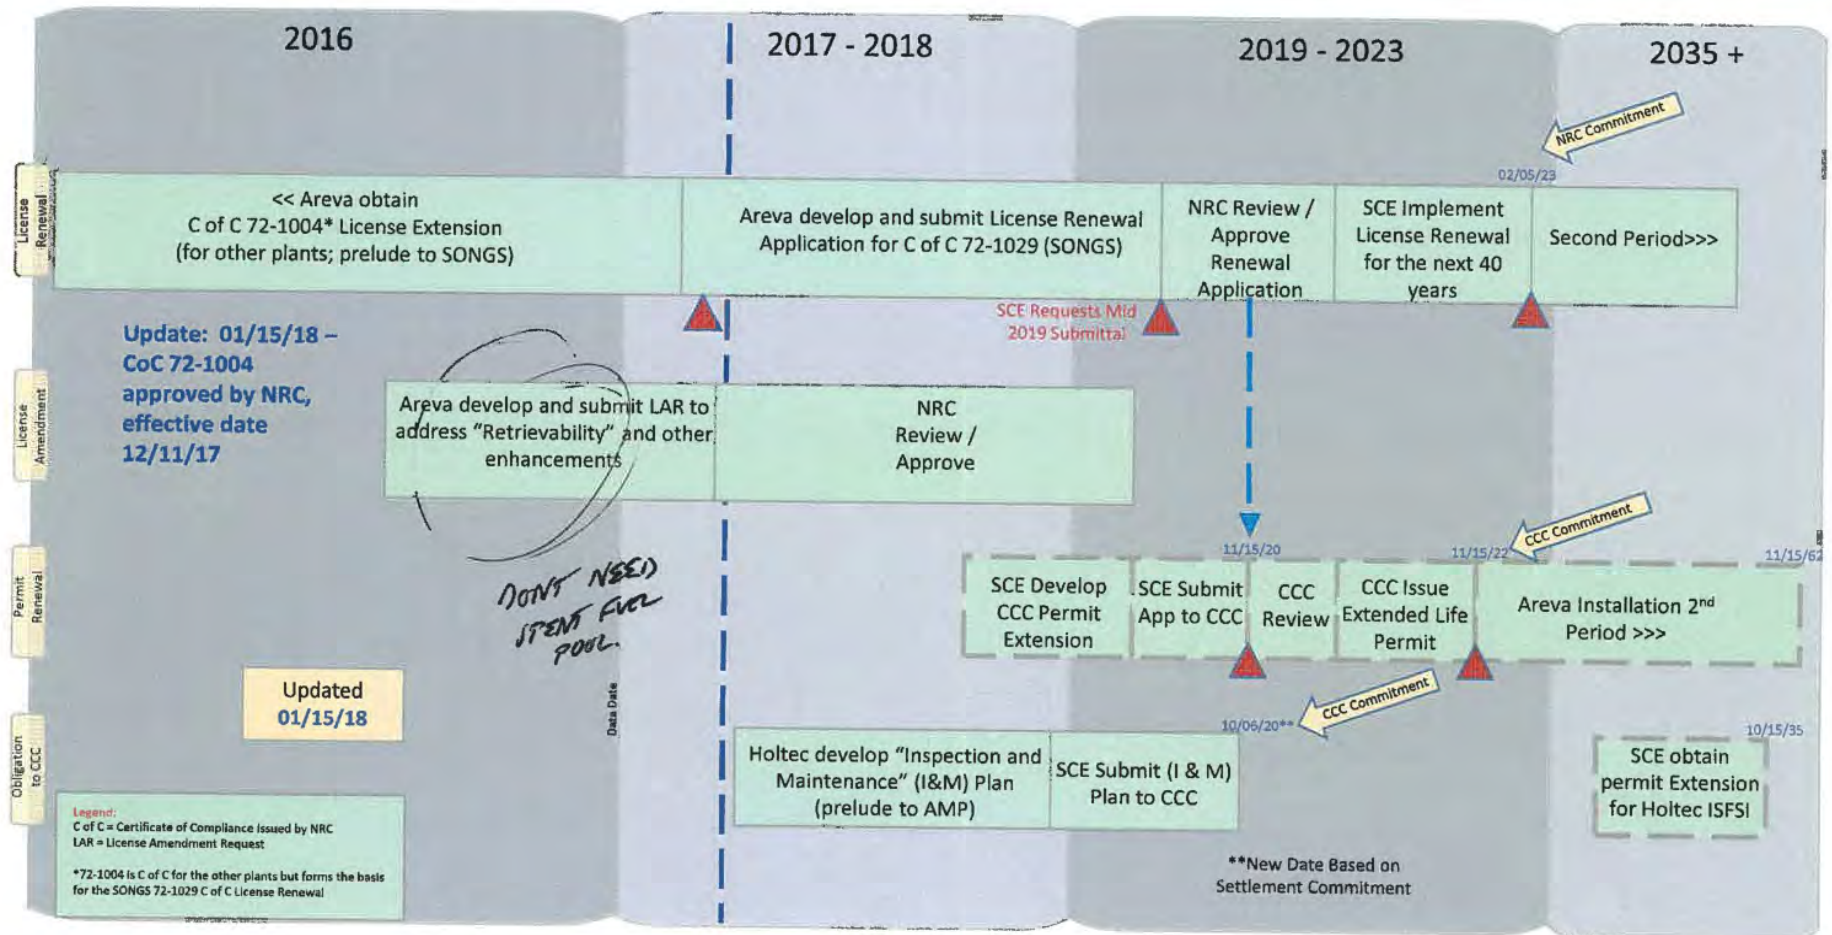 2016
2017 - 2018
2019 - 2023
2035 +
NRC Commitment
02/05/23
License
Renewal
<< Areva obtain
C of C 72-1004* License Extension
(for other plants; prelude to SONGS)
Areva develop and submit License Renewal
Application for C of C 72-1029 (SONGS)
NRC Review /
Approve
Renewal
Application
SCE Implement
License Renewal
for the next 40
years
Second Period>>>
SCE Requests Mid
2019 Submittal
Update: 01/15/18 –
CoC 72-1004
approved by NRC,
effective date
12/11/17
License
Amendment
Areva develop and submit LAR to
address "Retrievability" and other
enhancements
NRC
Review /
Approve
DONT NEED
SPENT FUEL
POOL.
CCC Commitment
11/15/20
11/15/22
11/15/62
Permit
Renewal
SCE Develop
CCC Permit
Extension
SCE Submit
App to CCC
CCC
Review
CCC Issue
Extended Life
Permit
Areva Installation 2nd
Period >>>
Updated
01/15/18
Data Date
CCC Commitment
10/06/20**
10/15/35
Obligation
to CCC
Holtec develop "Inspection and
Maintenance" (I&M) Plan
(prelude to AMP)
SCE Submit (I & M)
Plan to CCC
SCE obtain
permit Extension
for Holtec ISFSI
Legend:
C of C = Certificate of Compliance Issued by NRC
LAR = License Amendment Request
*72-1004 is C of C for the other plants but forms the basis
for the SONGS 72-1029 C of C License Renewal
**New Date Based on
Settlement Commitment